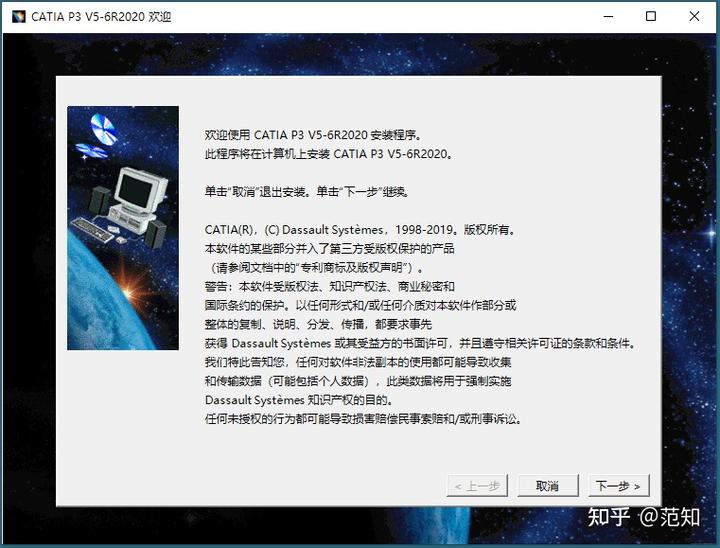 CATIA P3 V5-6R2020 欢迎
欢迎使用 CATIA P3 V5-6R2020 安装程序。
此程序将在计算机上安装 CATIA P3 V5-6R2020。
单击"取消"退出安装。单击"下一步"继续。
CATIA(R)，(C) Dassault Systèmes，1998-2019。版权所有。
本软件的某些部分并入了第三方受版权保护的产品
（请参阅文档中的"专利商标及版权声明"）。
警告：本软件受版权法、知识产权法、商业秘密和
国际条约的保护。以任何形式和/或任何介质对本软件作部分或
整体的复制、说明、分发、传播，都要求事先
获得 Dassault Systèmes 或其受益方的书面许可，并且遵守相关许可证的条款和条件。
我们特此告知您，任何对软件非法副本的使用都可能导致收集
和传输数据（可能包括个人数据），此类数据将用于强制实施
Dassault Systèmes 知识产权的目的。
任何未授权的行为都可能导致损害赔偿民事索赔和/或刑事诉讼。
< 上一步
取消
下一步 >
知乎 @范知